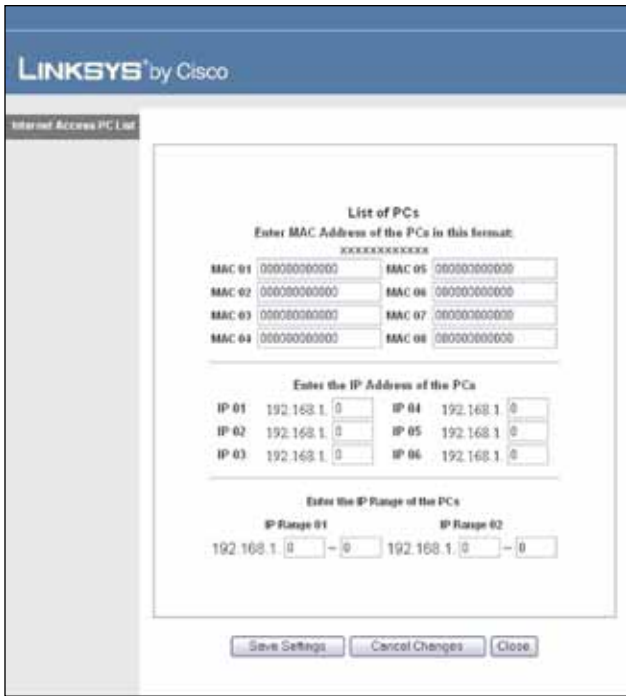 LINKSYS® by Cisco
Internet Access PC List
List of PCs
Enter MAC Address of the PCs in this format:
XXXXXXXXXXXX
MAC 01 000000000000 MAC 05 000000000000
MAC 02 000000000000 MAC 06 000000000000
MAC 03 000000000000 MAC 07 000000000000
MAC 04 000000000000 MAC 08 000000000000
Enter the IP Address of the PCs
IP 01 192.168.1. 0 IP 04 192.168.1. 0
IP 02 192.168.1. 0 IP 05 192.168.1. 0
IP 03 192.168.1. 0 IP 06 192.168.1. 0
Enter the IP Range of the PCs
IP Range 01 IP Range 02
192.168.1. 0 ~ 0 192.168.1. 0 ~ 0
Save Settings Cancel Changes Close